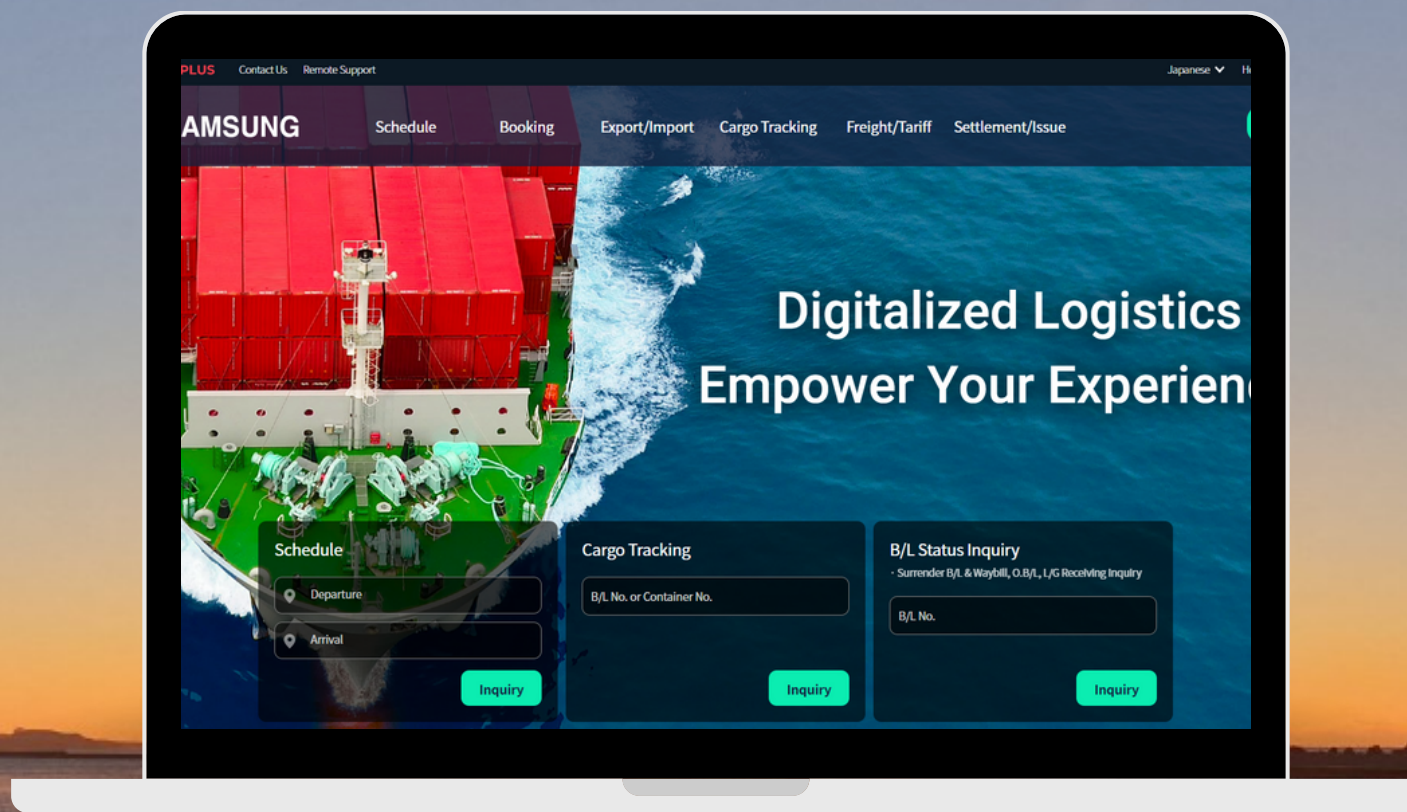 PLUS Contact Us Remote Support Japanese
AMSUNG Schedule Booking Export/Import Cargo Tracking Freight/Tariff Settlement/Issue
Digitalized Logistics
Empower Your Experien
Schedule
Departure
Arrival
Inquiry
Cargo Tracking
B/L No. or Container No.
Inquiry
B/L Status Inquiry
· Surrender B/L & Waybill, O.B/L, L/G Receiving Inquiry
B/L No.
Inquiry